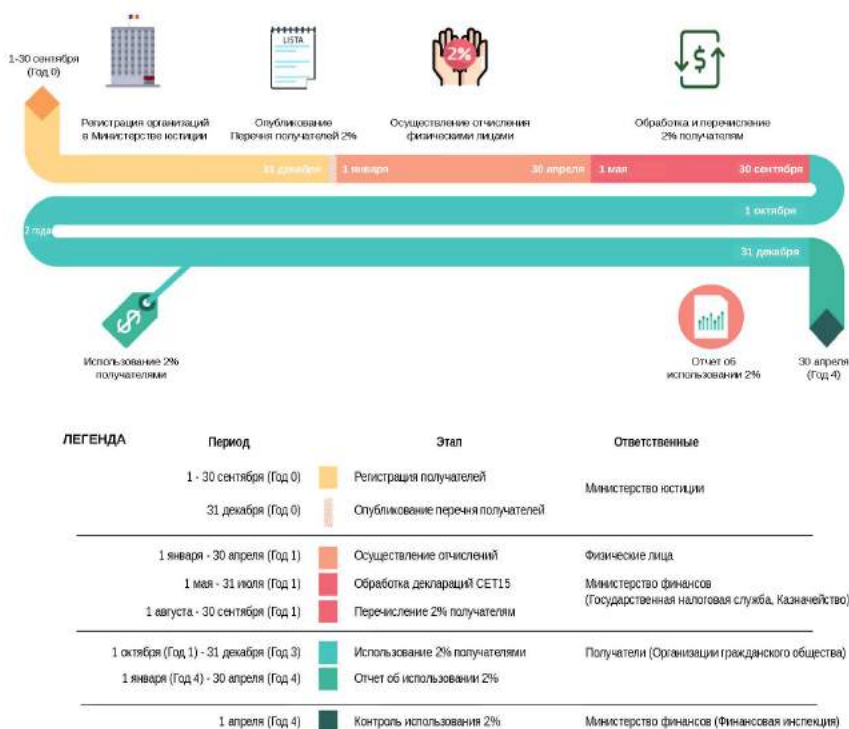 LISTA
2%
1-30 сентября
(Год 0)
Регистрация организаций
в Министерстве юстиции
Опубликование
Перечня получателей 2%
Осуществление отчисления
физическими лицами
Обработка и перечисление
2% получателям
31 декабря
1 января
30 апреля
1 мая
30 сентября
1 октября
2 года
31 декабря
Использование 2%
получателями
Отчет об
использовании 2%
30 апреля
(Год 4)
ЛЕГЕНДА Период Этап Ответственные
1 - 30 сентября (Год 0) Регистрация получателей
Министерство юстиции
31 декабря (Год 0) Опубликование перечня получателей
1 января - 30 апреля (Год 1) Осуществление отчислений Физические лица
1 мая - 31 июля (Год 1) Обработка деклараций CET15 Министерство финансов
(Государственная налоговая служба, Казначейство)
1 августа - 30 сентября (Год 1) Перечисление 2% получателям
1 октября (Год 1) - 31 декабря (Год 3) Использование 2% получателями Получатели (Организации гражданского общества)
1 января (Год 4) - 30 апреля (Год 4) Отчет об использовании 2%
1 апреля (Год 4) Контроль использования 2% Министерство финансов (Финансовая инспекция)